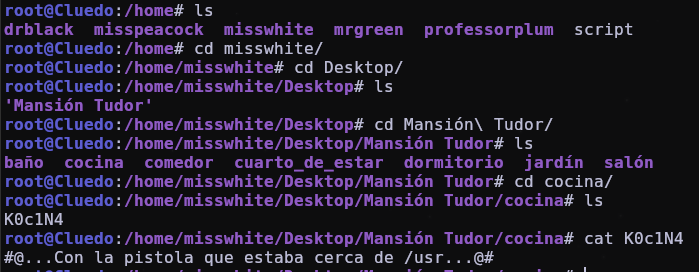 root@Cluedo:/home# ls
drblack  misspeacock  misswhite  mrgreen  professorplum  script
root@Cluedo:/home# cd misswhite/
root@Cluedo:/home/misswhite# cd Desktop/
root@Cluedo:/home/misswhite/Desktop# ls
'Mansión Tudor'
root@Cluedo:/home/misswhite/Desktop# cd Mansión\ Tudor/
root@Cluedo:/home/misswhite/Desktop/Mansión Tudor# ls
baño  cocina  comedor  cuarto_de_estar  dormitorio  jardín  salón
root@Cluedo:/home/misswhite/Desktop/Mansión Tudor# cd cocina/
root@Cluedo:/home/misswhite/Desktop/Mansión Tudor/cocina# ls
K0c1N4
root@Cluedo:/home/misswhite/Desktop/Mansión Tudor/cocina# cat K0c1N4
#@...Con la pistola que estaba cerca de /usr...@#